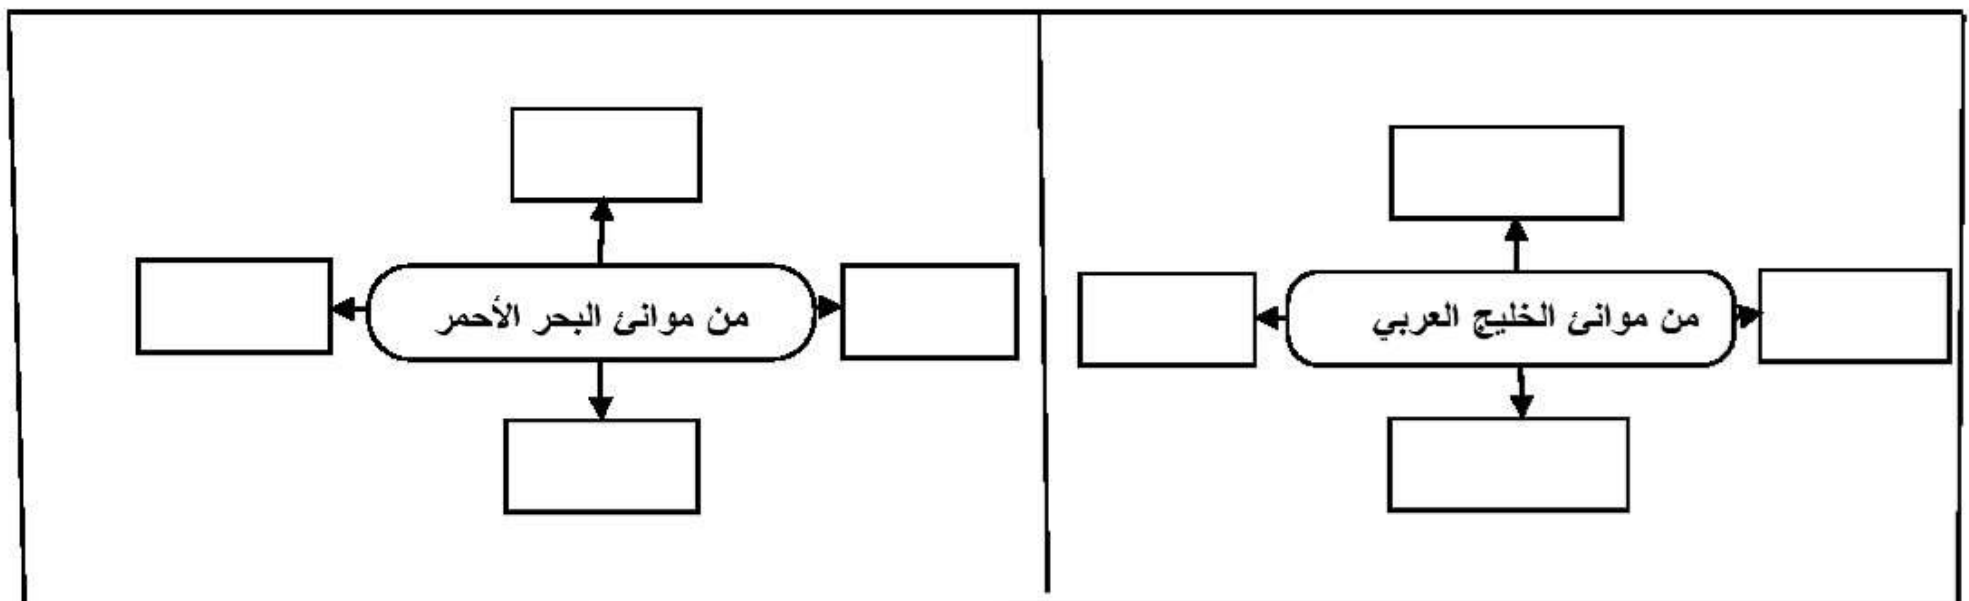 من موانئ الخليج العربي
من موانئ البحر الأحمر